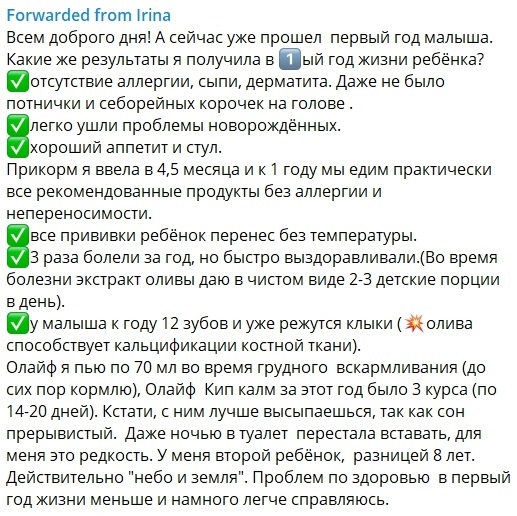 Forwarded from Irina
Всем доброго дня! А сейчас уже прошел  первый год малыша.
Какие же результаты я получила в 1️⃣ый год жизни ребёнка?
✅отсутствие аллергии, сыпи, дерматита. Даже не было
потнички и себорейных корочек на голове .
✅легко ушли проблемы новорождённых.
✅хороший аппетит и стул.
Прикорм я ввела в 4,5 месяца и к 1 году мы едим практически
все рекомендованные продукты без аллергии и
непереносимости.
✅все прививки ребёнок перенес без температуры.
✅3 раза болели за год, но быстро выздоравливали.(Во время
болезни экстракт оливы даю в чистом виде 2-3 детские порции
в день).
✅у малыша к году 12 зубов и уже режутся клыки ( 💥олива
способствует кальцификации костной ткани).
Олайф я пью по 70 мл во время грудного  вскармливания (до
сих пор кормлю), Олайф  Кип калм за этот год было 3 курса (по
14-20 дней). Кстати, с ним лучше высыпаешься, так как сон
прерывистый.  Даже ночью в туалет  перестала вставать, для
меня это редкость. У меня второй ребёнок,  разницей 8 лет.
Действительно "небо и земля". Проблем по здоровью  в первый
год жизни меньше и намного легче справляюсь.